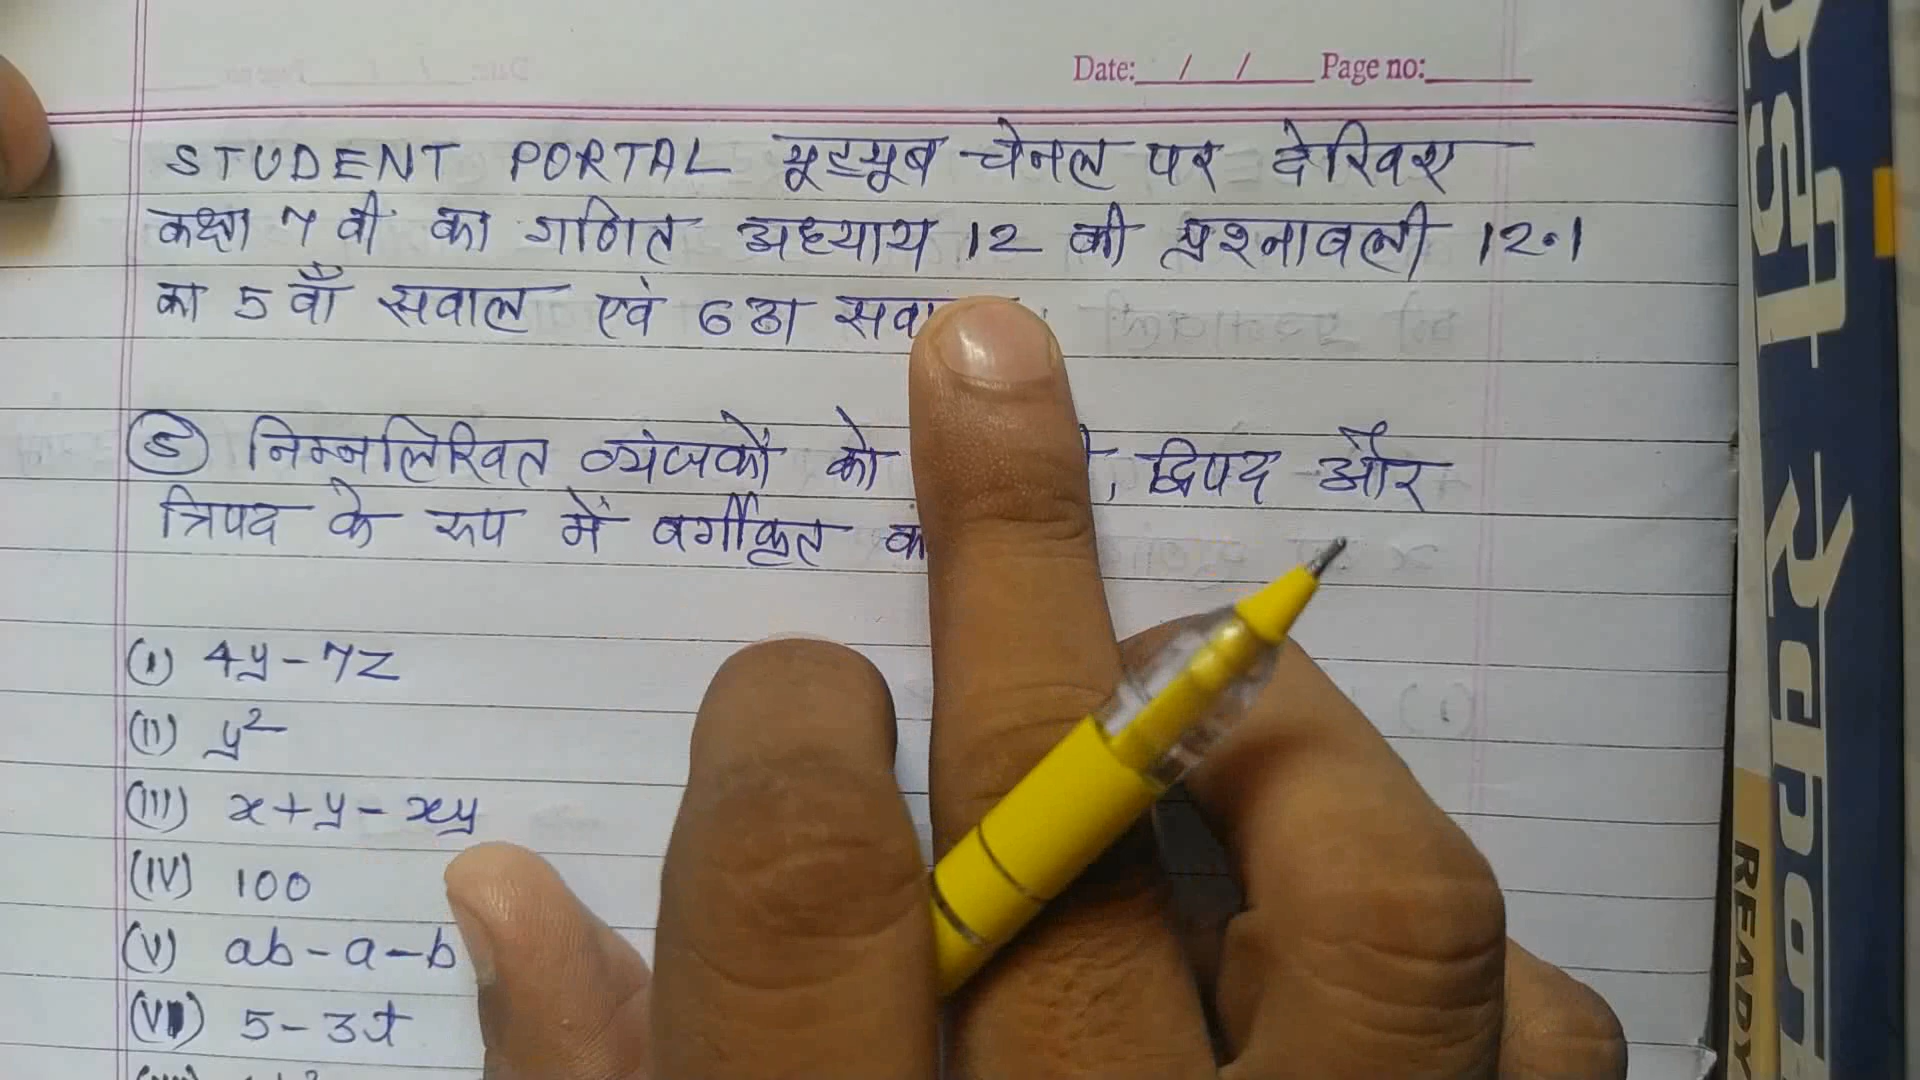 Date: / / Page no:
STUDENT PORTAL यूट्यूब चेनल पर देखिए
कक्षा 7 वी का गणित अध्याय 12 की प्रश्नावली 12.1
का 5 वाँ सवाल एवं 6 ठा
(5) निम्नलिखित व्यंजकों को , द्विपद और
त्रिपद के रुप में वर्गीकृत
(I) 4y - 7z
(II) y²
(III) x + y - xy
(IV) 100
(V) ab - a - b
(VI) 5 - 3t
READY